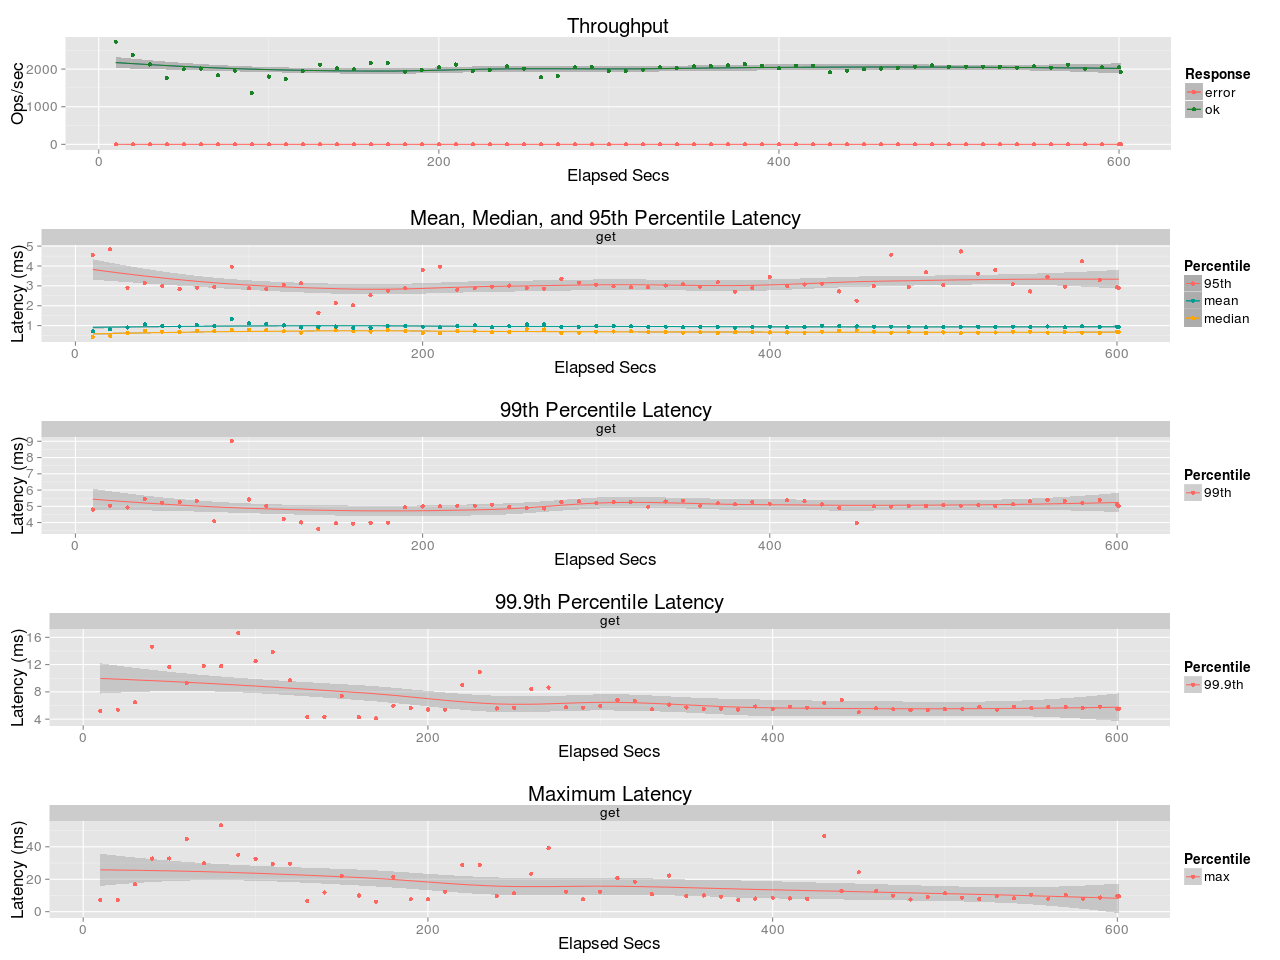 Throughput
Ops/sec
2000
1000
0
0
200
400
600
Elapsed Secs
Response
error
ok
Mean, Median, and 95th Percentile Latency
get
Latency (ms)
5
4
3
2
1
0
200
400
600
Elapsed Secs
Percentile
95th
mean
median
99th Percentile Latency
get
Latency (ms)
9
8
7
6
5
4
0
200
400
600
Elapsed Secs
Percentile
99th
99.9th Percentile Latency
get
Latency (ms)
16
12
8
4
0
200
400
600
Elapsed Secs
Percentile
99.9th
Maximum Latency
get
Latency (ms)
40
20
0
0
200
400
600
Elapsed Secs
Percentile
max